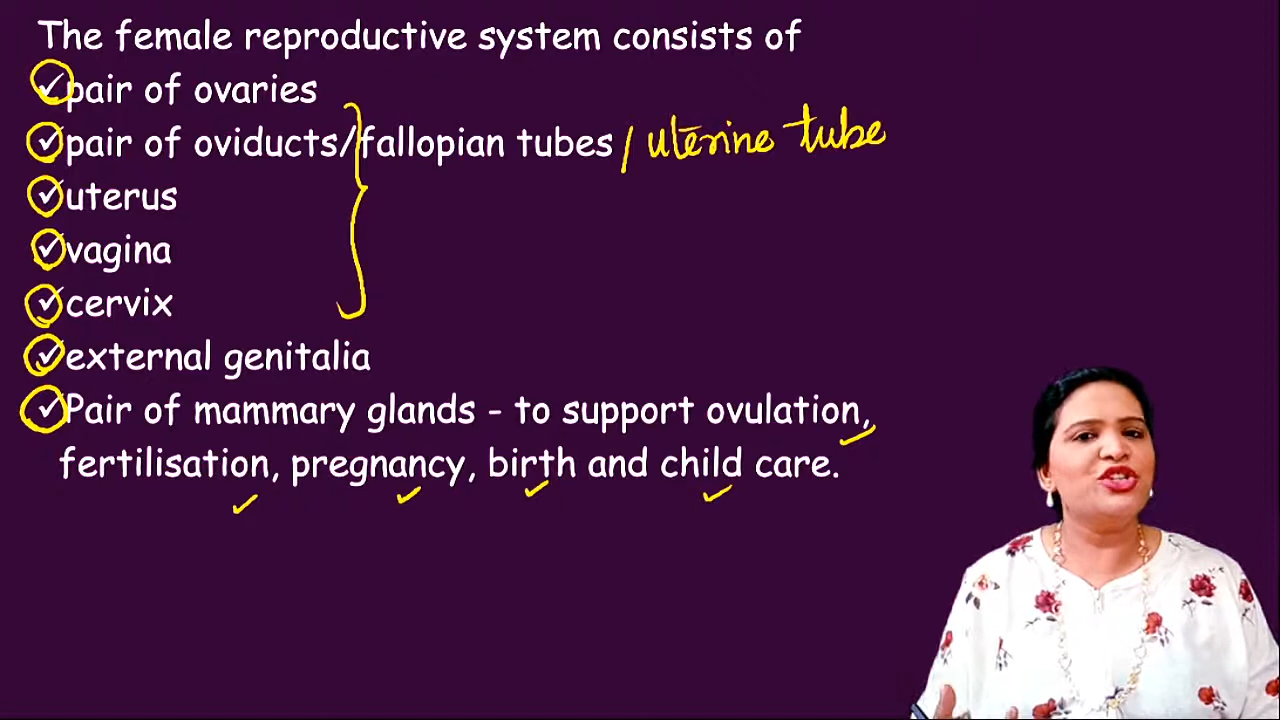 The female reproductive system consists of
✓pair of ovaries
✓pair of oviducts/fallopian tubes / uterine tube
✓uterus
✓vagina
✓cervix
✓external genitalia
✓Pair of mammary glands - to support ovulation,
fertilisation, pregnancy, birth and child care.